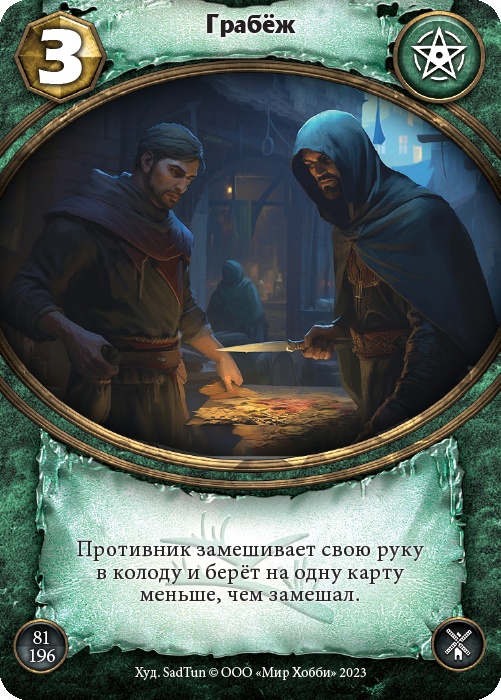 Грабёж
3
Противник замешивает свою руку
в колоду и берёт на одну карту
меньше, чем замешал.
81
196
Худ. SadTun © ООО «Мир Хобби» 2023